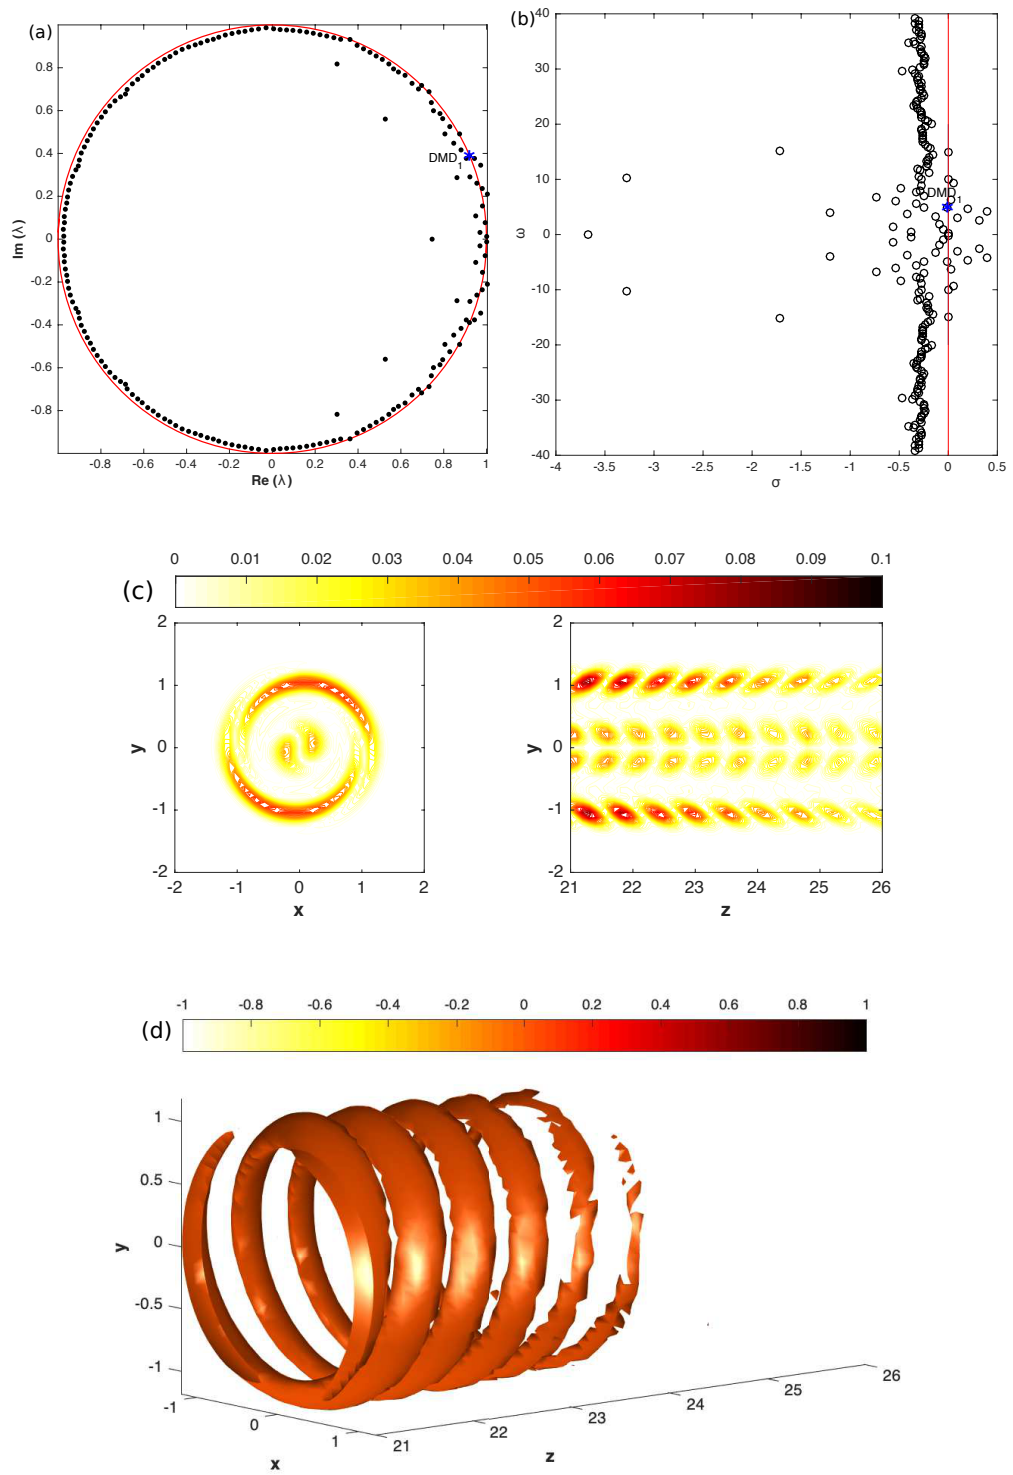 (a)
0.8
0.6
0.4
0.2
0
-0.2
-0.4
-0.6
-0.8
Im (λ)
DMD1
-0.8 -0.6 -0.4 -0.2 0 0.2 0.4 0.6 0.8 1
Re (λ)
(b)
40
30
20
10
0
-10
-20
-30
-40
ω
DMD1
-4 -3.5 -3 -2.5 -2 -1.5 -1 -0.5 0 0.5
σ
(c)
0 0.01 0.02 0.03 0.04 0.05 0.06 0.07 0.08 0.09 0.1
2
1
0
-1
-2
y
-2 -1 0 1 2
x
2
1
0
-1
-2
y
21 22 23 24 25 26
z
(d)
-1 -0.8 -0.6 -0.4 -0.2 0 0.2 0.4 0.6 0.8 1
1
0.5
0
-0.5
-1
y
-1 0 1
x
21 22 23 24 25 26
z